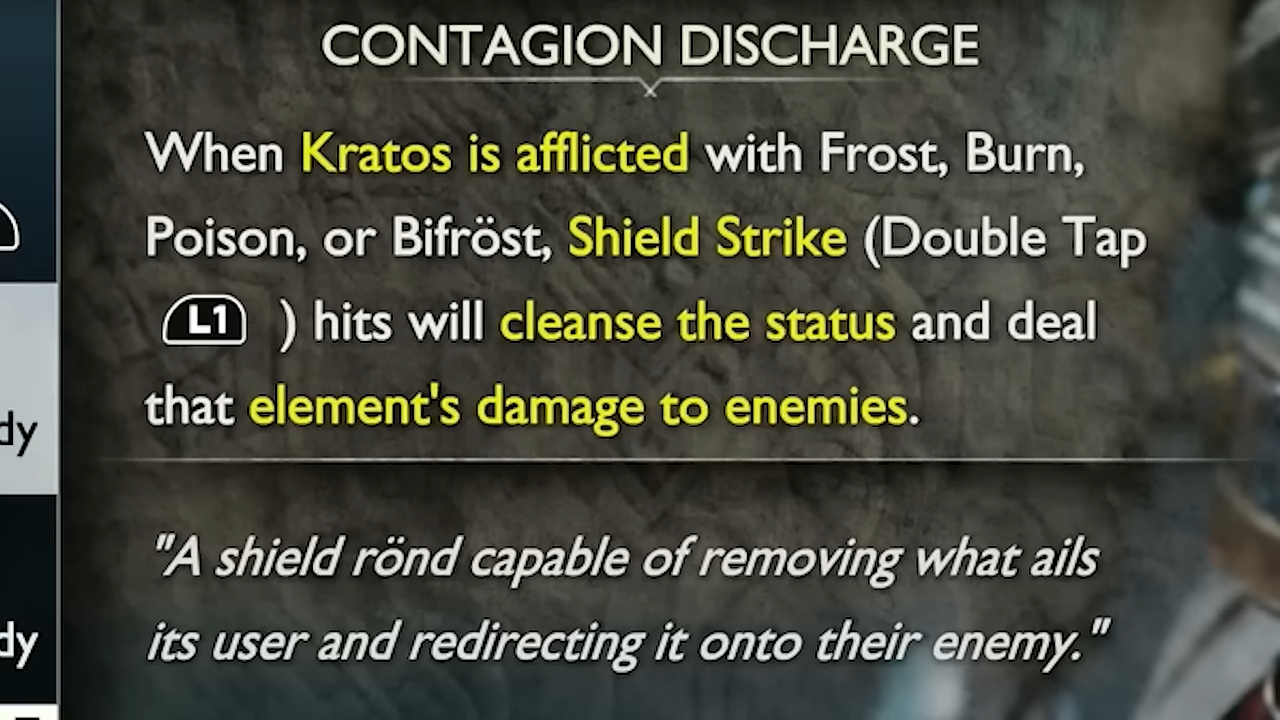 CONTAGION DISCHARGE
When Kratos is afflicted with Frost, Burn,
Poison, or Bifröst, Shield Strike (Double Tap
L1 ) hits will cleanse the status and deal
that element's damage to enemies.
dy
"A shield rönd capable of removing what ails
its user and redirecting it onto their enemy."
dy